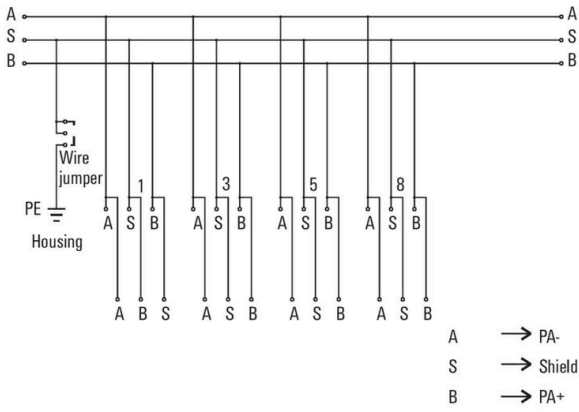 A A
S S
B B
Wire
jumper
1 3 5 8
PE
A S B A S B A S B A S B
Housing
A B S A S B A S B A S B
A PA-
S Shield
B PA+